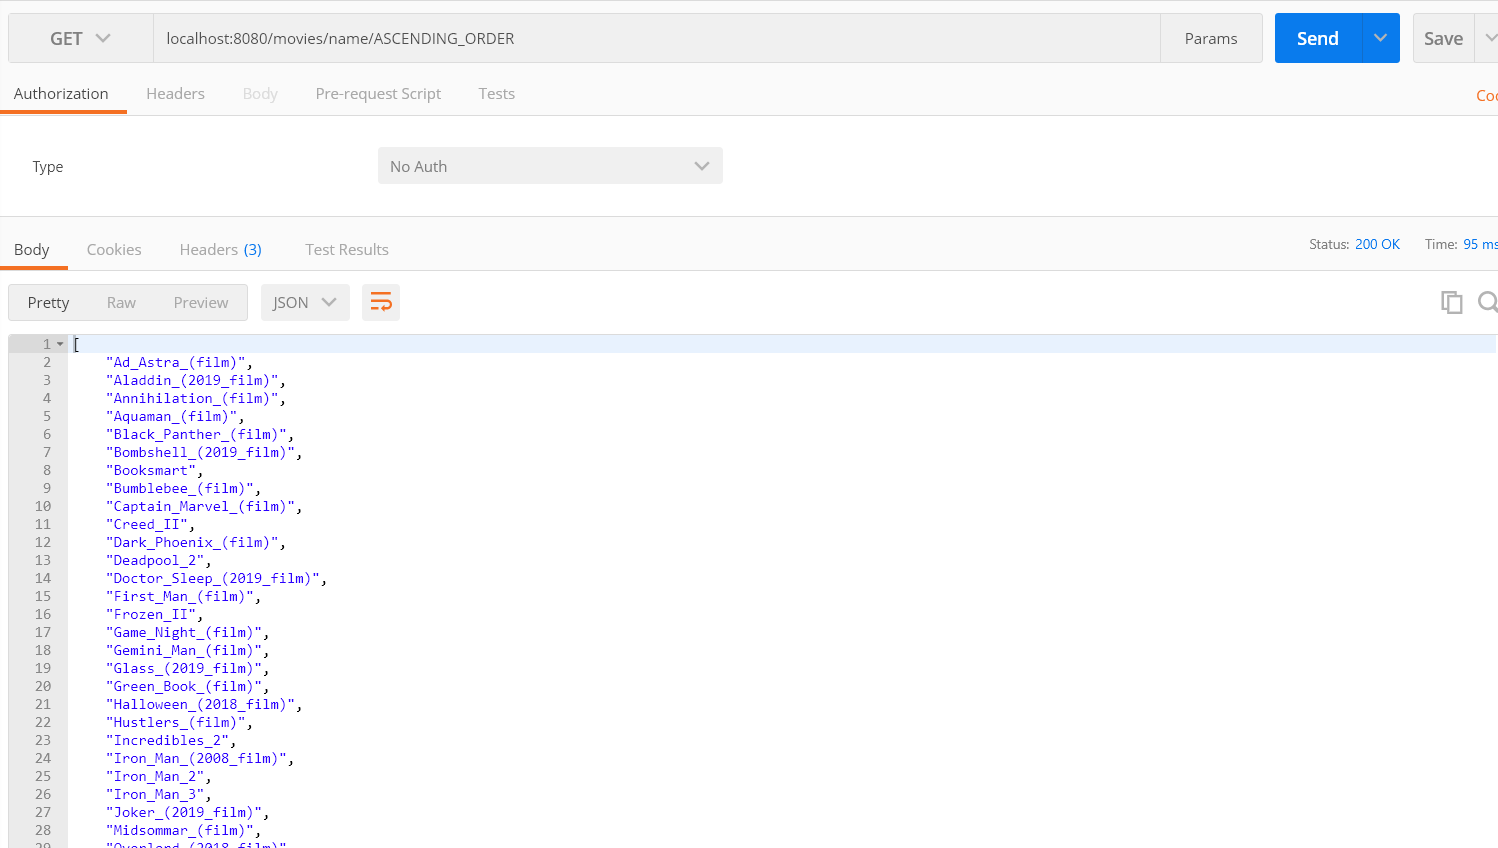 GET localhost:8080/movies/name/ASCENDING_ORDER Params Send Save
Authorization Headers Body Pre-request Script Tests
Type No Auth
Body Cookies Headers (3) Test Results Status: 200 OK Time: 95 ms
Pretty Raw Preview JSON
1 [
2 "Ad_Astra_(film)",
3 "Aladdin_(2019_film)",
4 "Annihilation_(film)",
5 "Aquaman_(film)",
6 "Black_Panther_(film)",
7 "Bombshell_(2019_film)",
8 "Booksmart",
9 "Bumblebee_(film)",
10 "Captain_Marvel_(film)",
11 "Creed_II",
12 "Dark_Phoenix_(film)",
13 "Deadpool_2",
14 "Doctor_Sleep_(2019_film)",
15 "First_Man_(film)",
16 "Frozen_II",
17 "Game_Night_(film)",
18 "Gemini_Man_(film)",
19 "Glass_(2019_film)",
20 "Green_Book_(film)",
21 "Halloween_(2018_film)",
22 "Hustlers_(film)",
23 "Incredibles_2",
24 "Iron_Man_(2008_film)",
25 "Iron_Man_2",
26 "Iron_Man_3",
27 "Joker_(2019_film)",
28 "Midsommar_(film)",
29 "Overlord_(2018_film)"